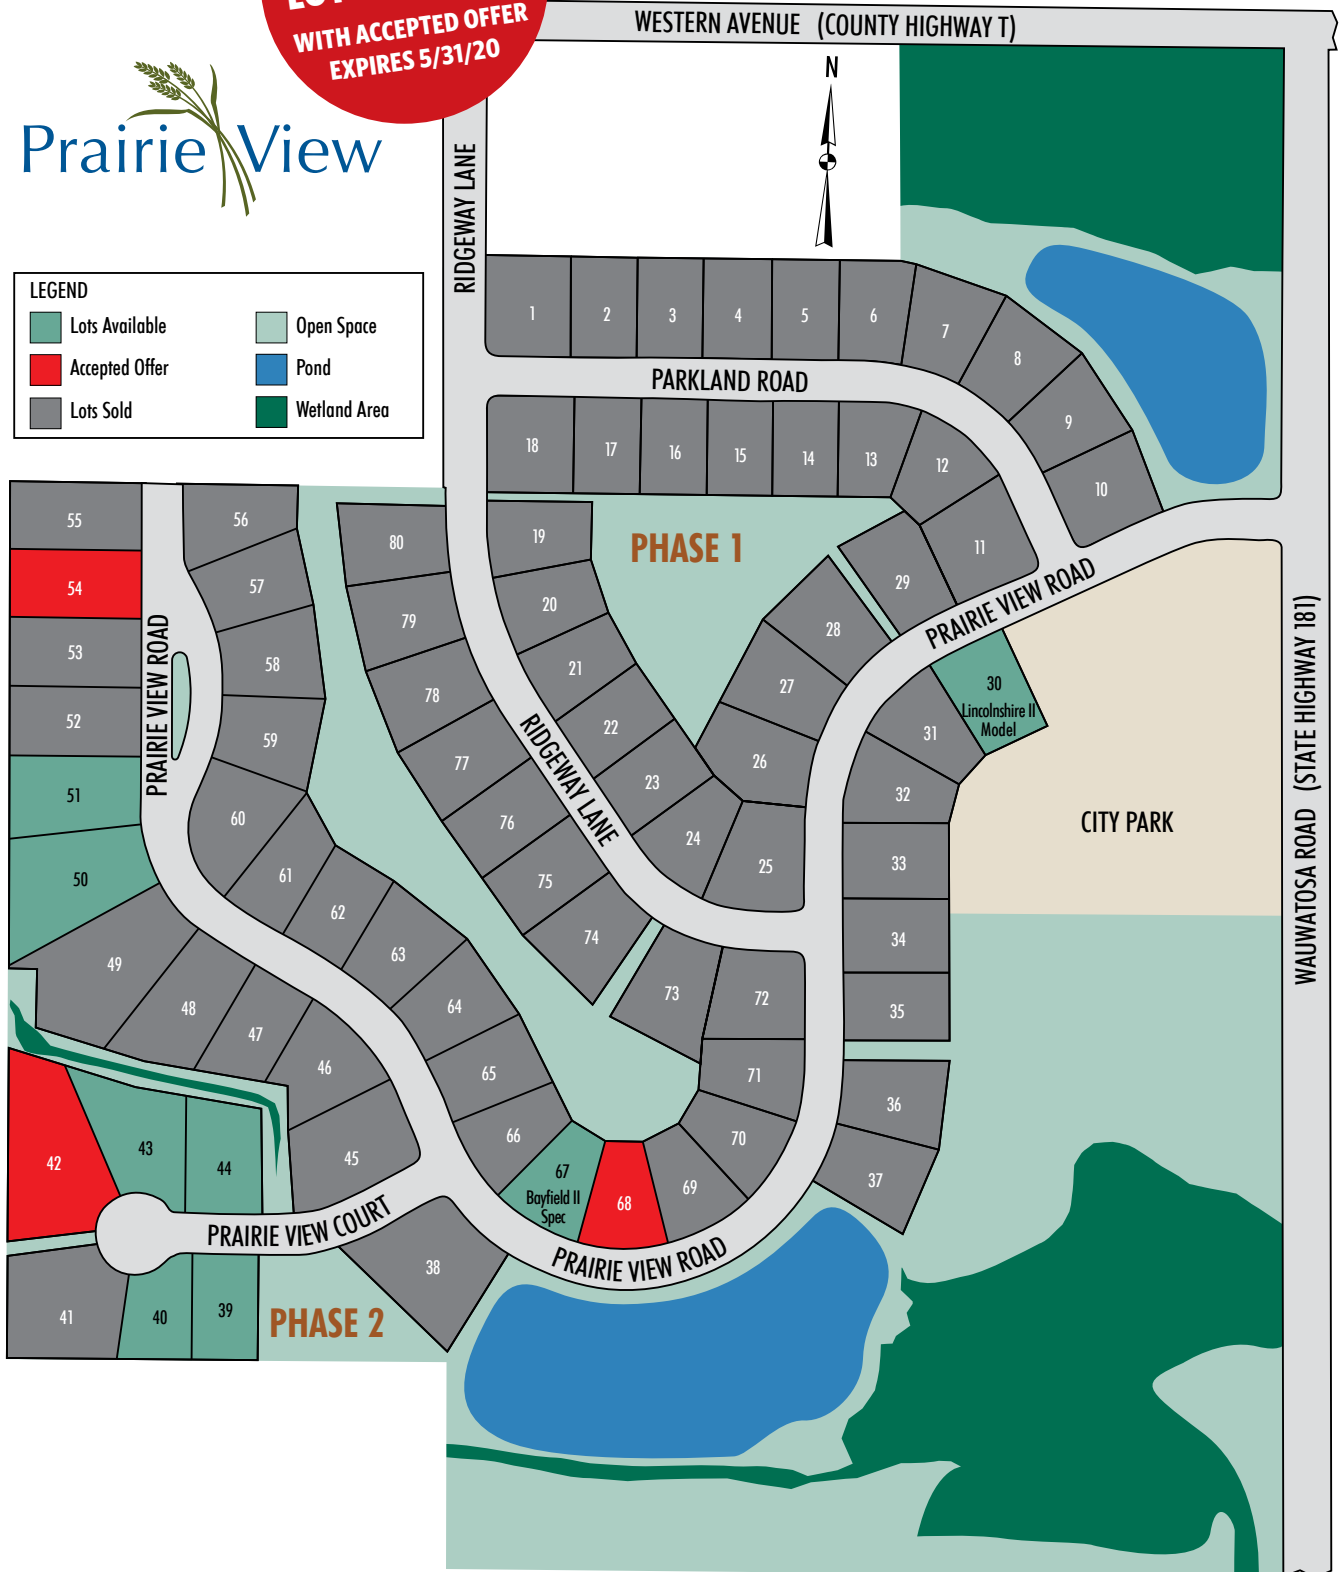 WITH ACCEPTED OFFER
EXPIRES 5/31/20
WESTERN AVENUE (COUNTY HIGHWAY T)
Prairie View
N
RIDGEWAY LANE
LEGEND
Lots Available
Open Space
Accepted Offer
Pond
Lots Sold
Wetland Area
1
2
3
4
5
6
7
8
9
10
PARKLAND ROAD
18
17
16
15
14
13
12
11
PHASE 1
29
28
27
26
25
24
23
22
21
20
19
PRAIRIE VIEW ROAD
30
Lincolnshire II
Model
31
32
33
34
35
36
37
CITY PARK
WAUWATOSA ROAD (STATE HIGHWAY 181)
RIDGEWAY LANE
80
79
78
77
76
75
74
73
72
71
70
69
68
67
Bayfield II
Spec
66
65
64
63
62
61
60
59
58
57
56
PRAIRIE VIEW ROAD
55
54
53
52
51
50
49
48
47
46
45
44
43
42
41
40
39
38
PRAIRIE VIEW COURT
PRAIRIE VIEW ROAD
PHASE 2